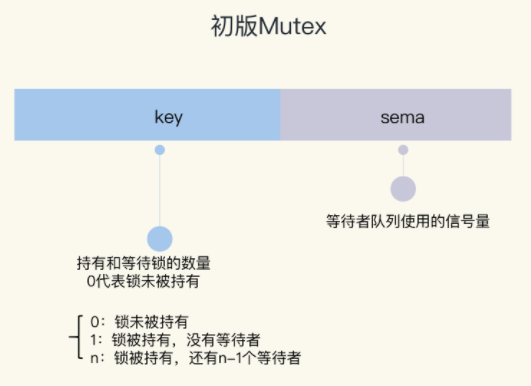 初版Mutex
key
sema
等待者队列使用的信号量
持有和等待锁的数量
0代表锁未被持有
0：锁未被持有
1：锁被持有，没有等待者
n：锁被持有，还有n-1个等待者